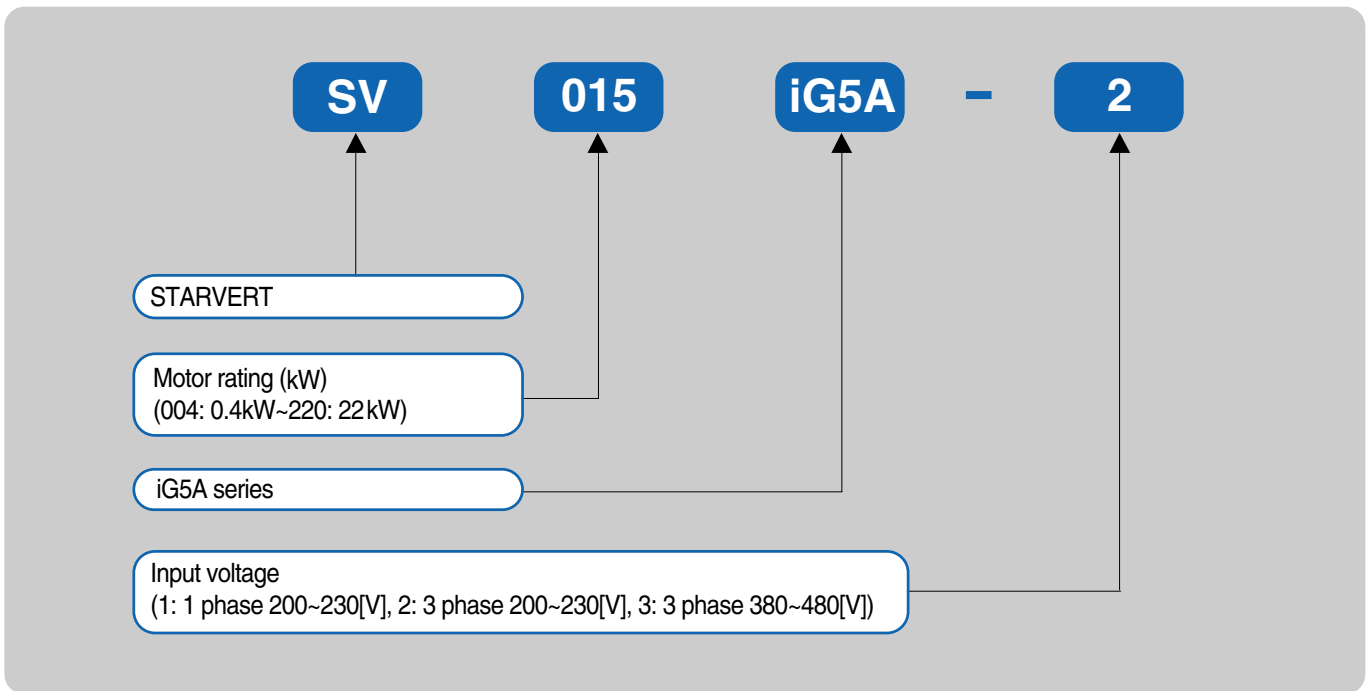 SV 015 iG5A - 2
STARVERT
Motor rating (kW)
(004: 0.4kW~220: 22kW)
iG5A series
Input voltage
(1: 1 phase 200~230[V], 2: 3 phase 200~230[V], 3: 3 phase 380~480[V])